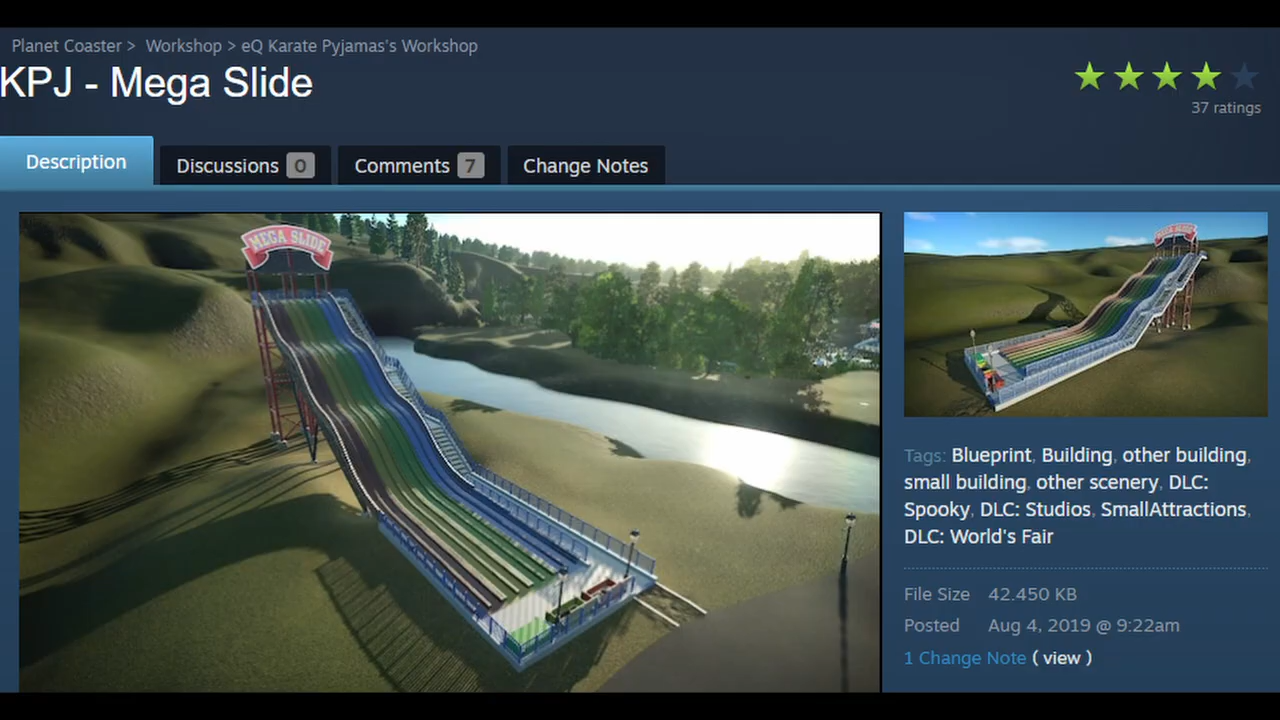 Planet Coaster > Workshop > eQ Karate Pyjamas's Workshop
KPJ - Mega Slide
37 ratings
Description
Discussions 0
Comments 7
Change Notes
MEGA SLIDE
MEGA SLIDE
Tags: Blueprint, Building, other building,
small building, other scenery, DLC:
Spooky, DLC: Studios, SmallAttractions,
DLC: World's Fair
File Size 42.450 KB
Posted Aug 4, 2019 @ 9:22am
1 Change Note ( view )